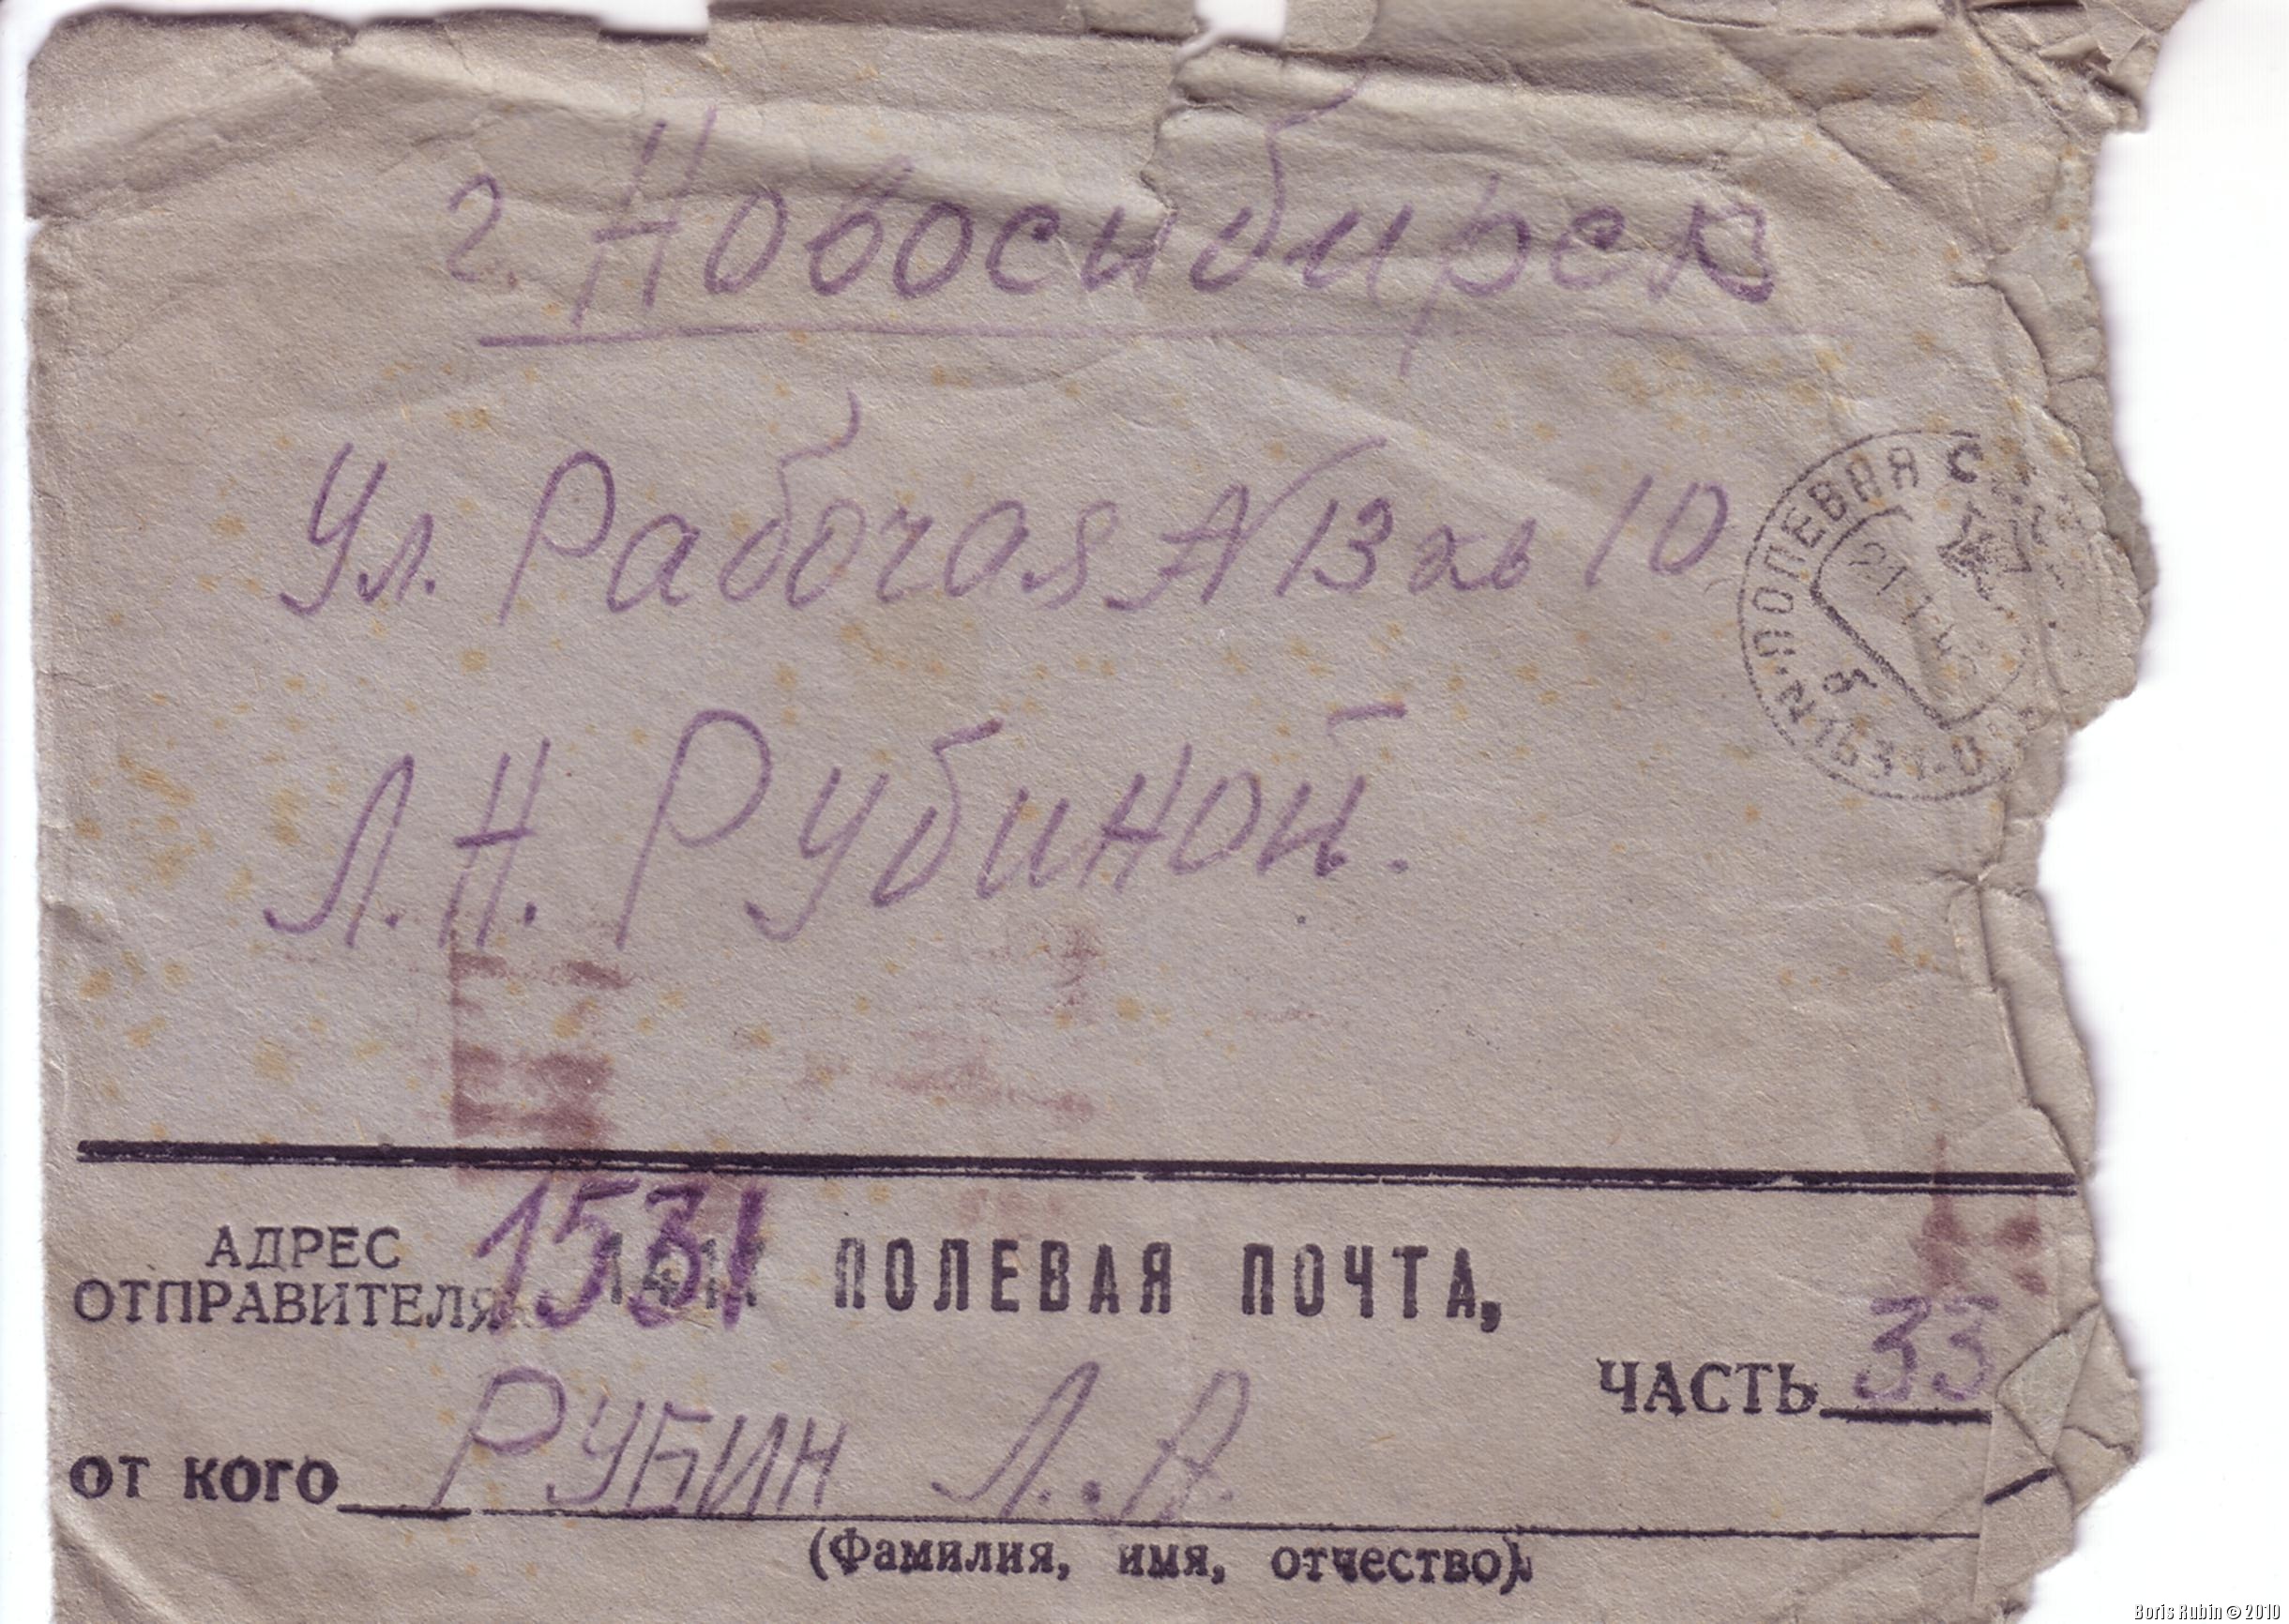 г. Новосибирск
Ул. Рабочая № 13 кв 10
ПОЛЕВАЯ
Л. Н. Рубиной.
АДРЕС
ОТПРАВИТЕЛЯ 1531 ПОЛЕВАЯ ПОЧТА,
ЧАСТЬ 33
от кого РУБИН Л. А.
(Фамилия, имя, отчество)
Boris Rubin © 2010